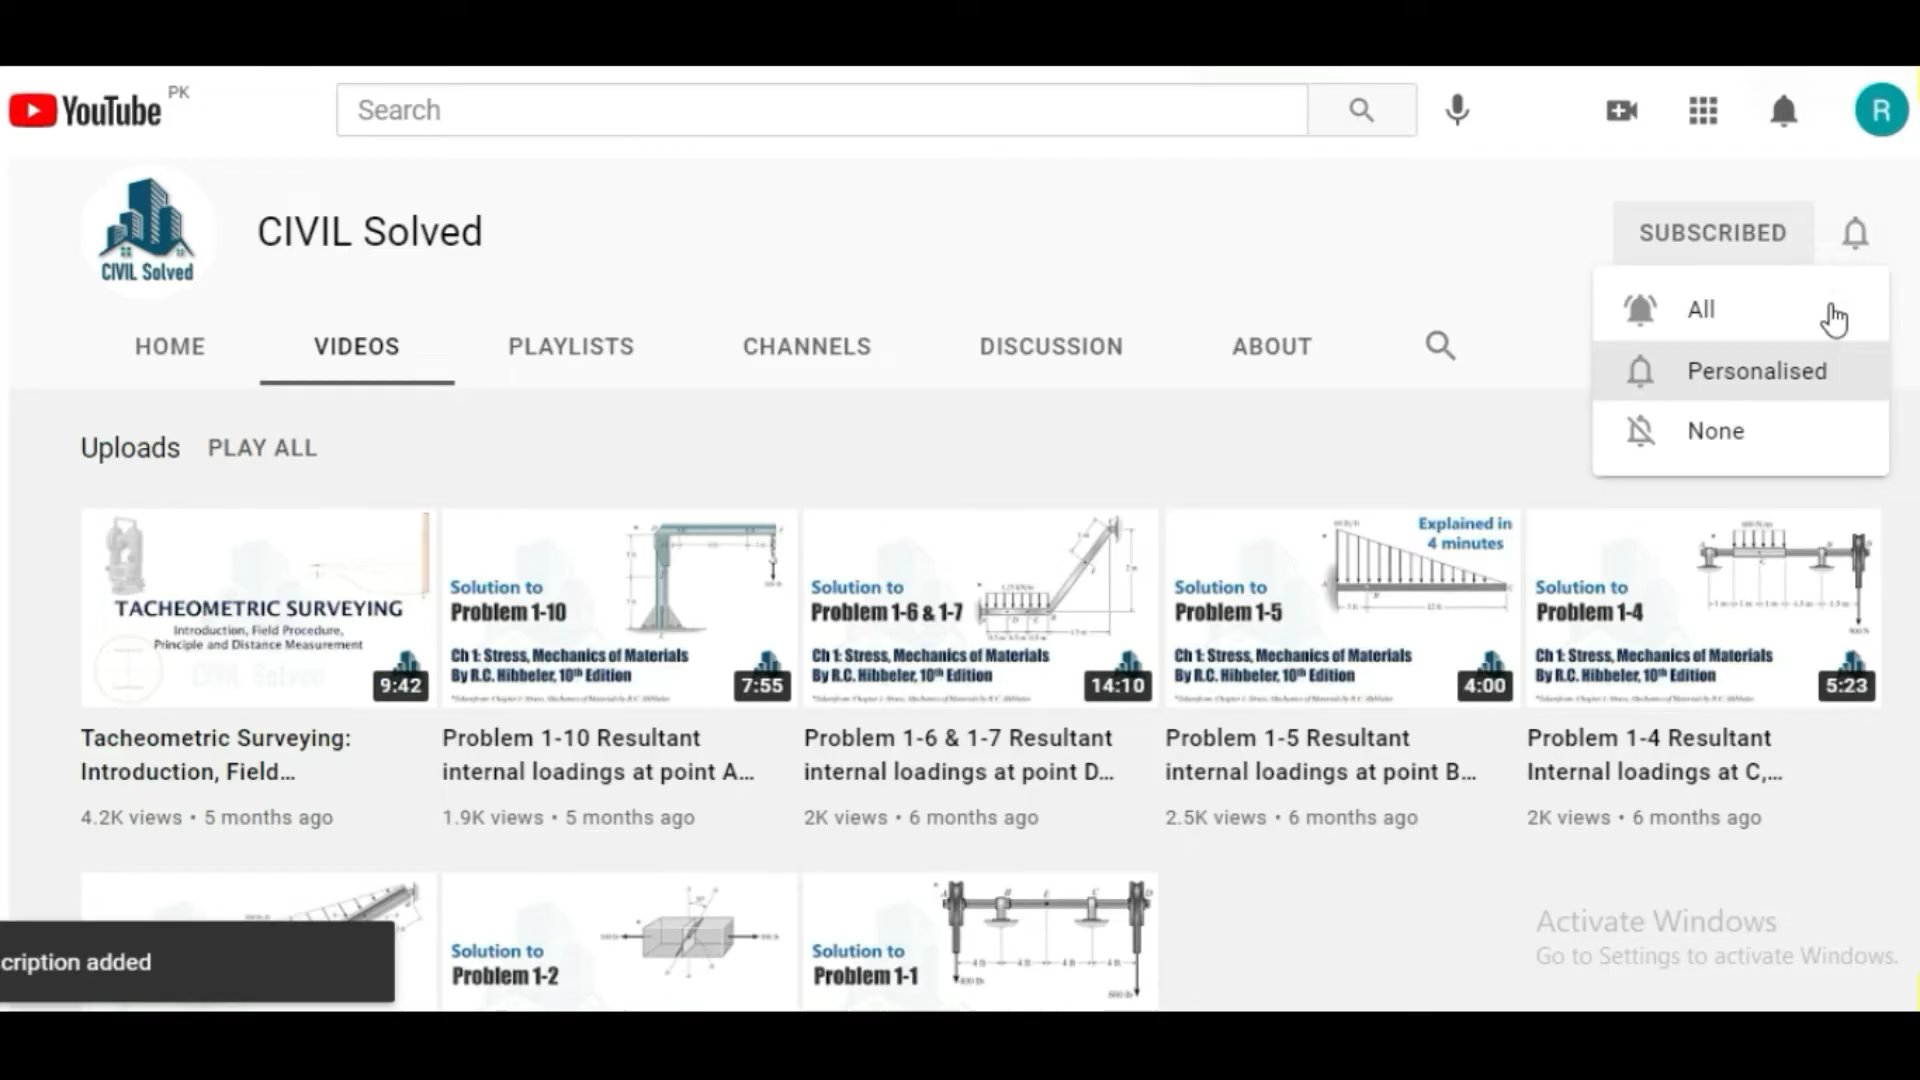 YouTube PK
Search
R
CIVIL Solved
CIVIL Solved
SUBSCRIBED
All
Personalised
None
HOME VIDEOS PLAYLISTS CHANNELS DISCUSSION ABOUT
Uploads PLAY ALL
TACHEOMETRIC SURVEYING
Introduction, Field Procedure,
Principle and Distance Measurement
CIVIL Solved
9:42
Solution to
Problem 1-10
Ch 1: Stress, Mechanics of Materials
By R.C. Hibbeler, 10th Edition
7:55
Solution to
Problem 1-6 & 1-7
Ch 1: Stress, Mechanics of Materials
By R.C. Hibbeler, 10th Edition
14:10
Explained in
4 minutes
Solution to
Problem 1-5
Ch 1: Stress, Mechanics of Materials
By R.C. Hibbeler, 10th Edition
4:00
Solution to
Problem 1-4
Ch 1: Stress, Mechanics of Materials
By R.C. Hibbeler, 10th Edition
5:23
Tacheometric Surveying:
Introduction, Field...
4.2K views • 5 months ago
Problem 1-10 Resultant
internal loadings at point A...
1.9K views • 5 months ago
Problem 1-6 & 1-7 Resultant
internal loadings at point D...
2K views • 6 months ago
Problem 1-5 Resultant
internal loadings at point B...
2.5K views • 6 months ago
Problem 1-4 Resultant
Internal loadings at C,...
2K views • 6 months ago
Solution to
Problem 1-2
Solution to
Problem 1-1
cription added
Activate Windows
Go to Settings to activate Windows.